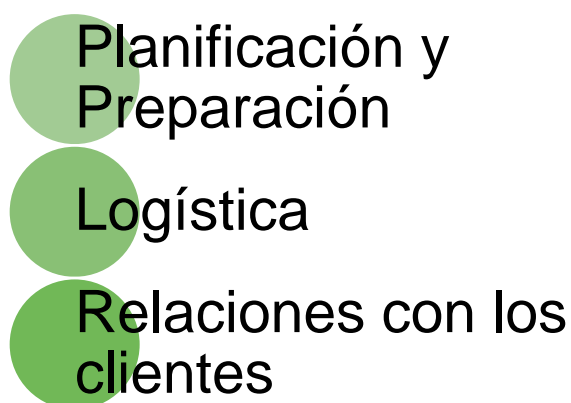 Planificación y
Preparación
Logística
Relaciones con los
clientes